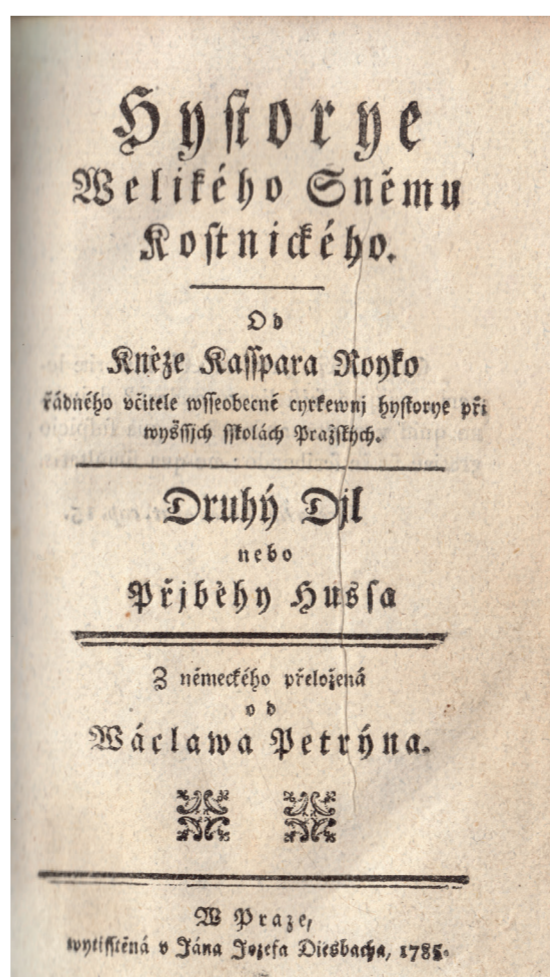 Hystorye
Welikého Sněmu
Kostnického.
Od
Kněze Kasspara Royko
řádného včitele wsseobecné cyrkewnj hystorye při
wyšssjch sskolách Pražských.
Druhý Djl
nebo
Přjběhy Hussa
Z německého přeložená
od
Wáclawa Petrýna.
W Praze,
wytisstěná v Jána Jozefa Diesbacha, 1785.